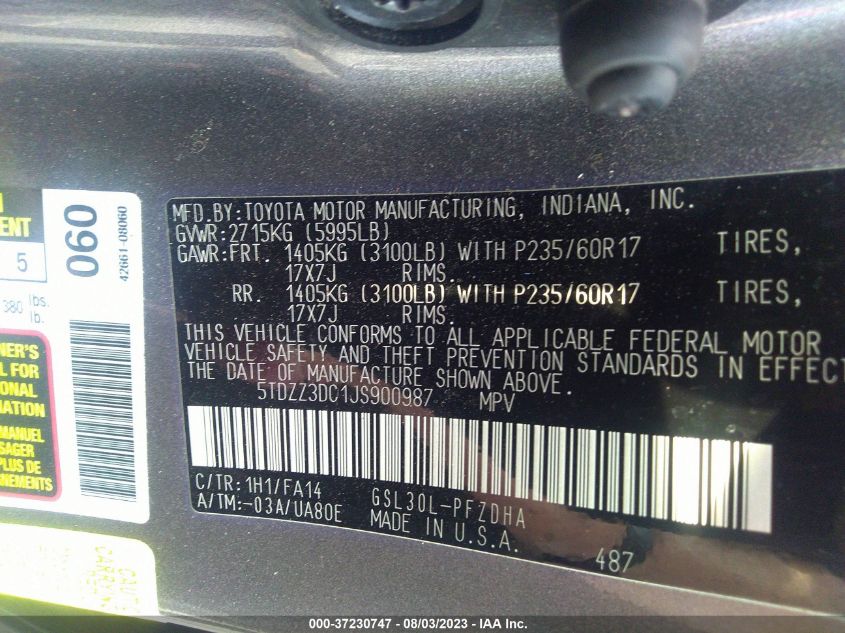 MFD.BY:TOYOTA MOTOR MANUFACTURING, INDIANA, INC.
GVWR:2715KG (5995LB)
GAWR:FRT. 1405KG (3100LB) WITH P235/60R17 TIRES,
17X7J RIMS.
RR. 1405KG (3100LB) WITH P235/60R17 TIRES,
17X7J RIMS.
THIS VEHICLE CONFORMS TO ALL APPLICABLE FEDERAL MOTOR
VEHICLE SAFETY AND THEFT PREVENTION STANDARDS IN EFFECT
THE DATE OF MANUFACTURE SHOWN ABOVE.
5TDZZ3DC1JS900987 MPV
C/TR:1H1/FA14 GSL30L-PFZDHA
A/TM:-03A/UA80E MADE IN U.S.A.
487
060
42661-08060
5
380 lbs.
lb.
NER'S
L FOR
ONAL
MATION
MANUEL
SAGER
PLUS DE
NEMENTS
000-37230747 - 08/03/2023 - IAA Inc.